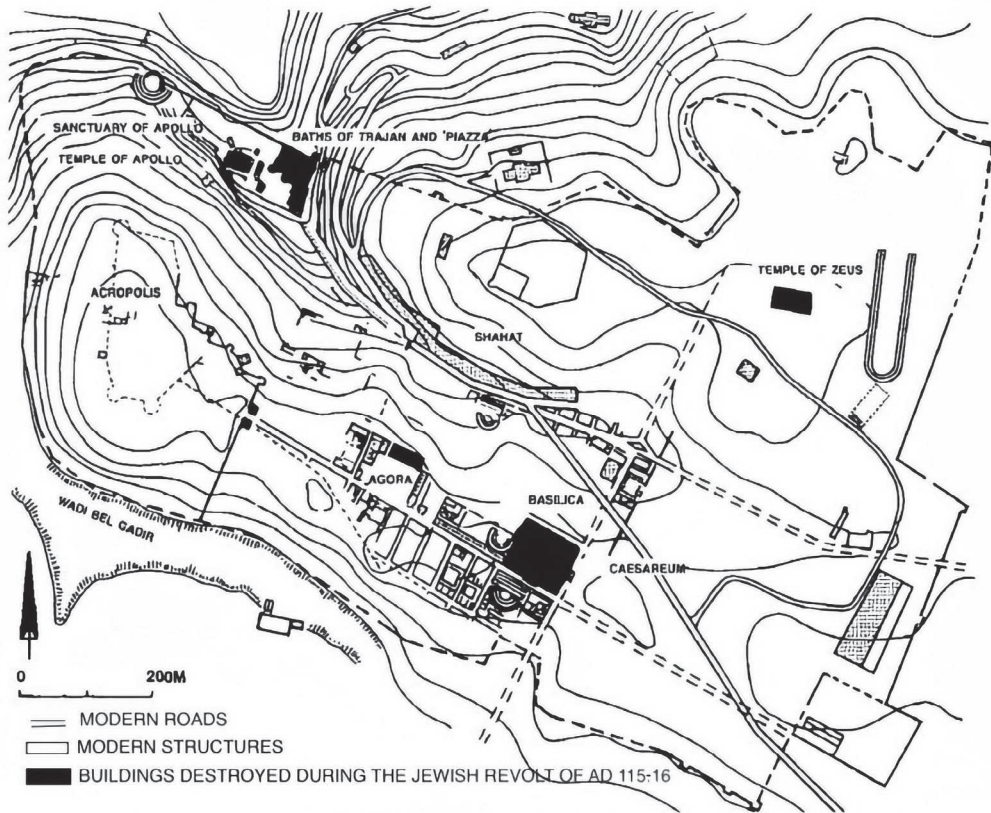 SANCTUARY OF APOLLO
BATHS OF TRAJAN AND 'PIAZZA'
TEMPLE OF APOLLO
TEMPLE OF ZEUS
ACROPOLIS
SHAHAT
AGORA
BASILICA
WADI BEL GADIR
CAESAREUM
0 200M
MODERN ROADS
MODERN STRUCTURES
BUILDINGS DESTROYED DURING THE JEWISH REVOLT OF AD 115-16